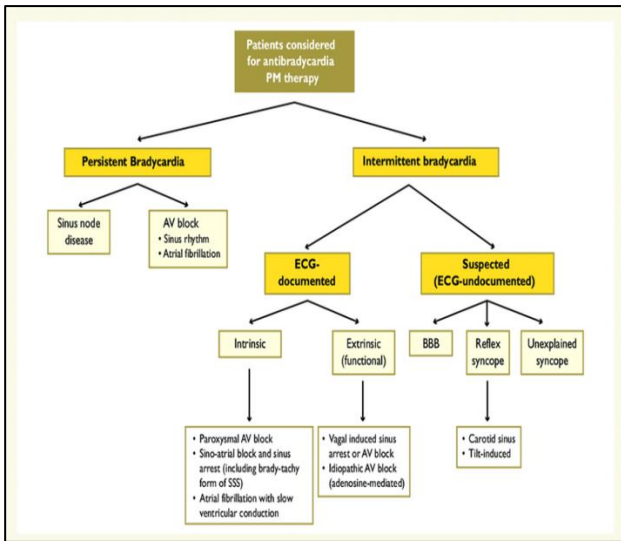 Patients considered
for antibradycardia
PM therapy
Persistent Bradycardia
Intermittent bradycardia
Sinus node
disease
AV block
• Sinus rhythm
• Atrial fibrillation
ECG-
documented
Suspected
(ECG-undocumented)
Intrinsic
Extrinsic
(functional)
BBB
Reflex
syncope
Unexplained
syncope
• Paroxysmal AV block
• Sino-atrial block and sinus
arrest (including brady-tachy
form of SSS)
• Atrial fibrillation with slow
ventricular conduction
• Vagal induced sinus
arrest or AV block
• Idiopathic AV block
(adenosine-mediated)
• Carotid sinus
• Tilt-induced